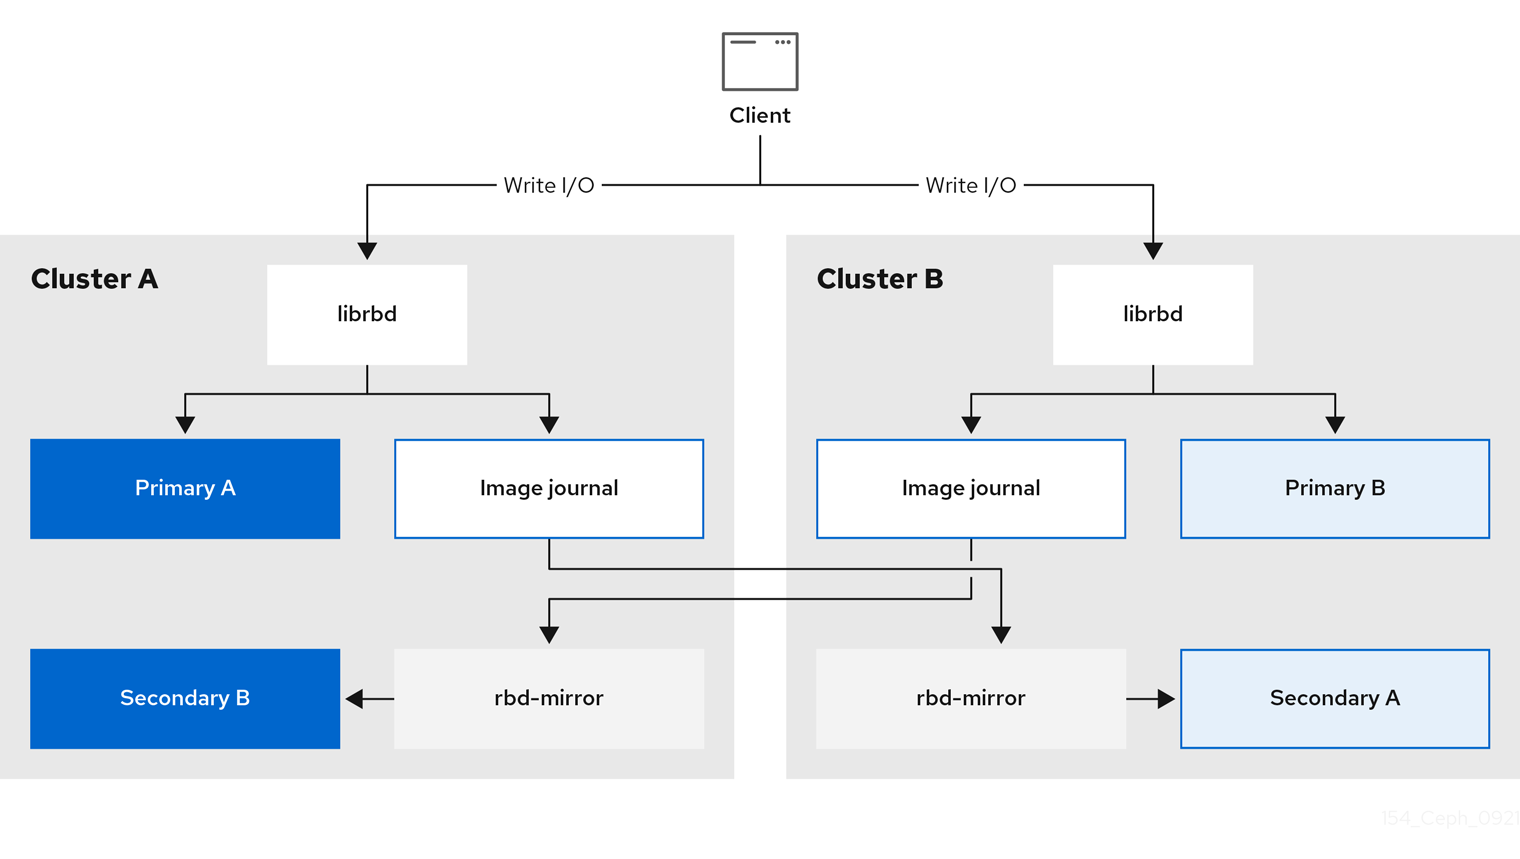 Client
Write I/O
Write I/O
Cluster A
librbd
Cluster B
librbd
Primary A
Image journal
Image journal
Primary B
Secondary B
rbd-mirror
rbd-mirror
Secondary A
154_Ceph_0921